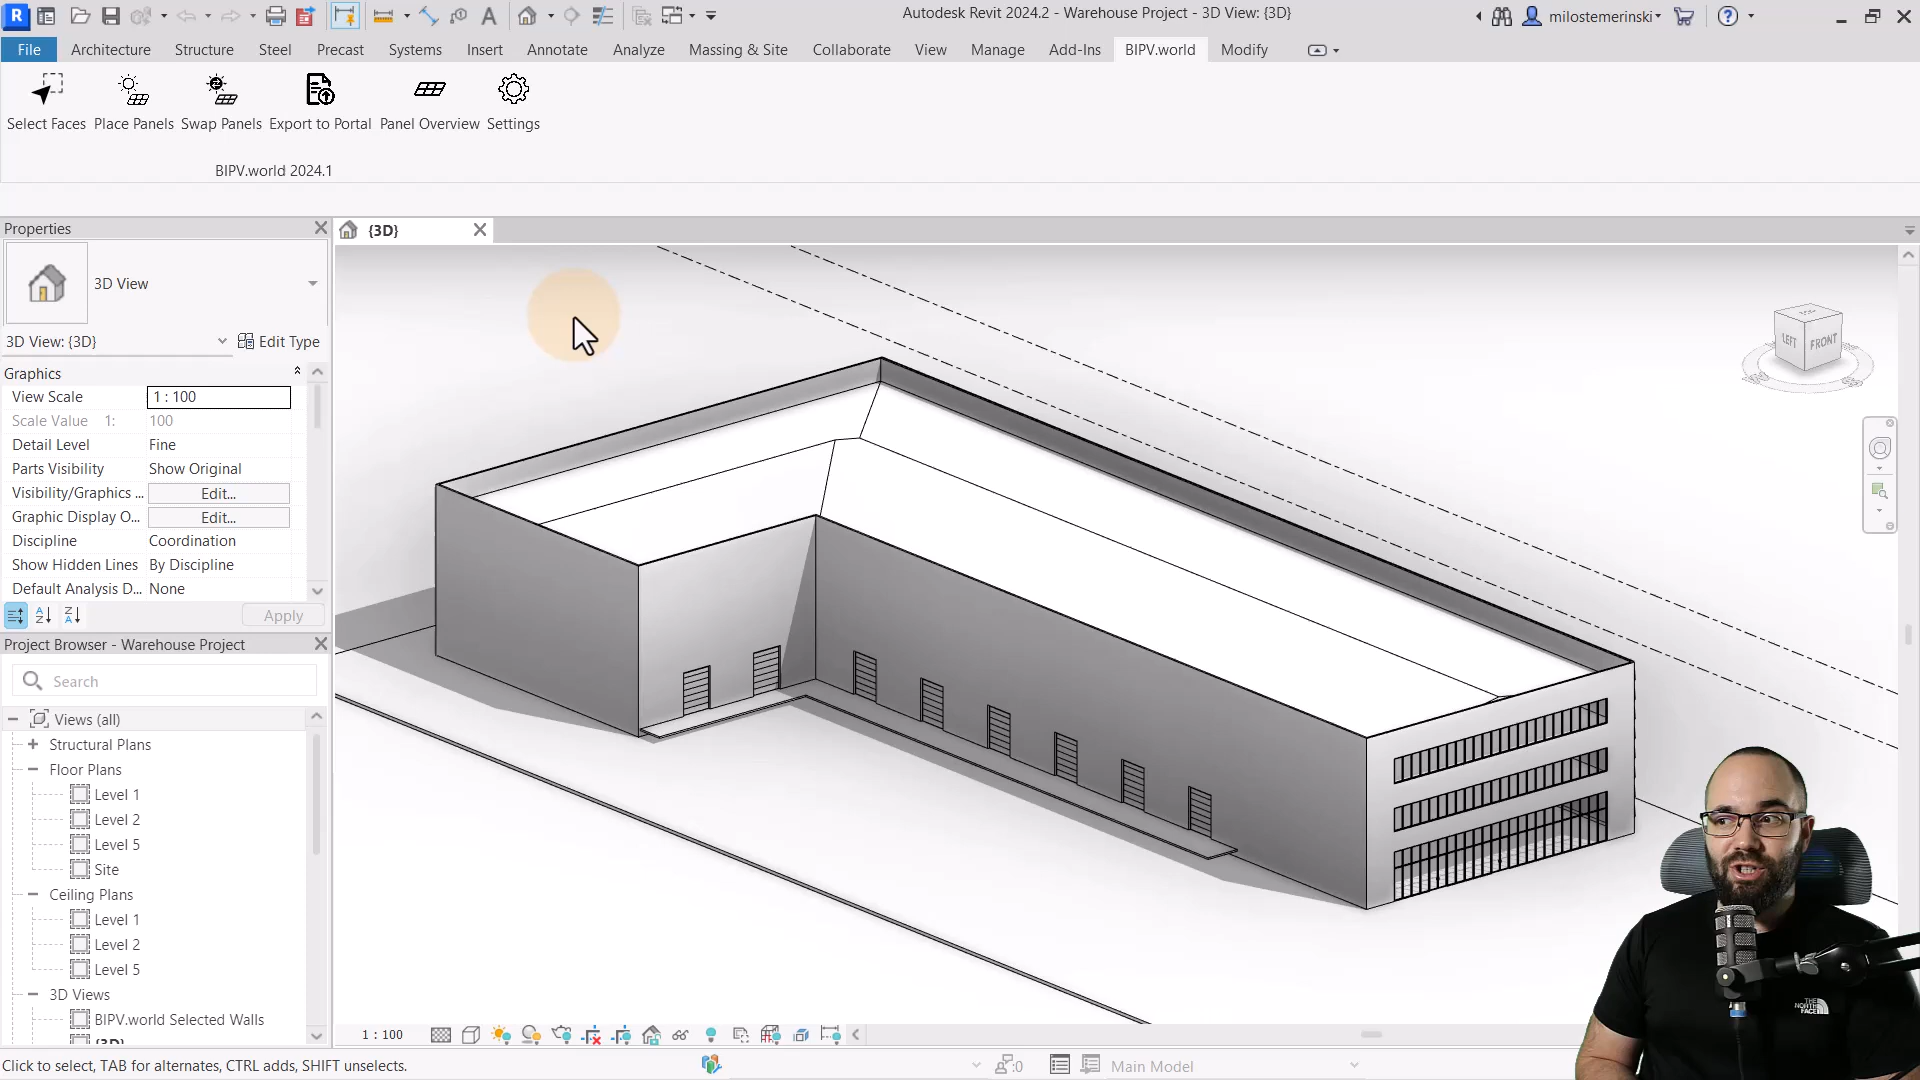 Autodesk Revit 2024.2 - Warehouse Project - 3D View: {3D}
milostemerinski
File Architecture Structure Steel Precast Systems Insert Annotate Analyze Massing & Site Collaborate View Manage Add-Ins BIPV.world Modify
Select Faces Place Panels Swap Panels Export to Portal Panel Overview Settings
BIPV.world 2024.1
Properties
{3D}
3D View
3D View: {3D} Edit Type
Graphics
View Scale 1 : 100
Scale Value 1: 100
Detail Level Fine
Parts Visibility Show Original
Visibility/Graphics ... Edit...
Graphic Display O... Edit...
Discipline Coordination
Show Hidden Lines By Discipline
Default Analysis D... None
Apply
Project Browser - Warehouse Project
Search
Views (all)
Structural Plans
Floor Plans
Level 1
Level 2
Level 5
Site
Ceiling Plans
Level 1
Level 2
Level 5
3D Views
BIPV.world Selected Walls
{3D}
LEFT FRONT
THE NORTH FACE
1 : 100
Click to select, TAB for alternates, CTRL adds, SHIFT unselects.
:0
Main Model